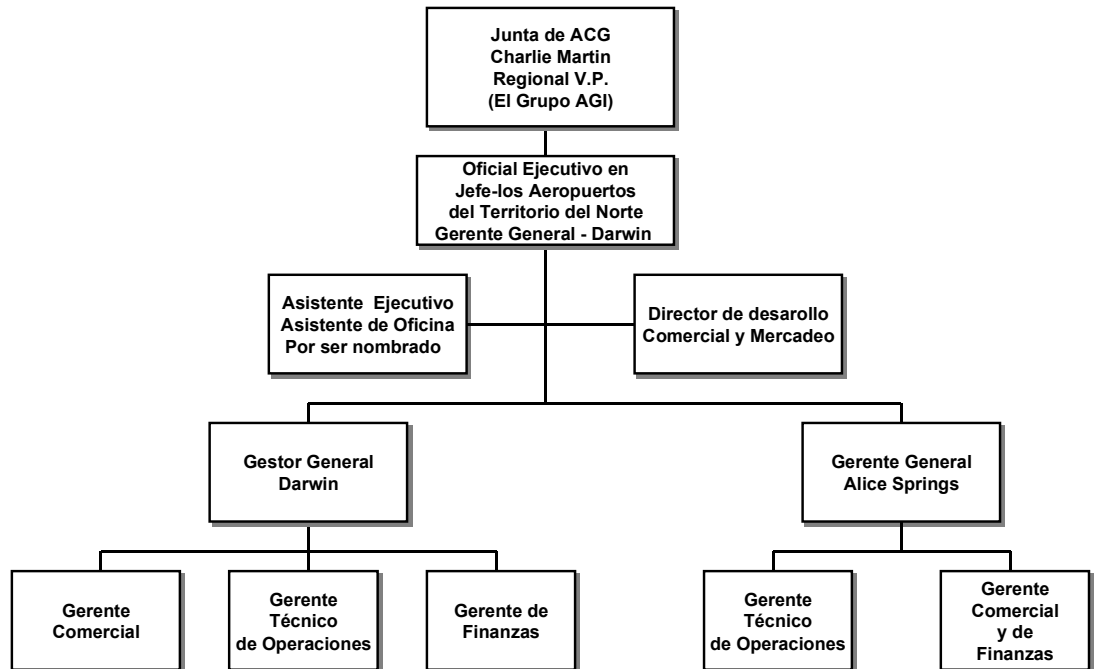 Junta de ACG
Charlie Martin
Regional V.P.
(El Grupo AGI)
Oficial Ejecutivo en
Jefe-los Aeropuertos
del Territorio del Norte
Gerente General - Darwin
Asistente Ejecutivo
Asistente de Oficina
Por ser nombrado
Director de desarollo
Comercial y Mercadeo
Gestor General
Darwin
Gerente General
Alice Springs
Gerente
Comercial
Gerente
Técnico
de Operaciones
Gerente de
Finanzas
Gerente
Técnico
de Operaciones
Gerente
Comercial
y de
Finanzas